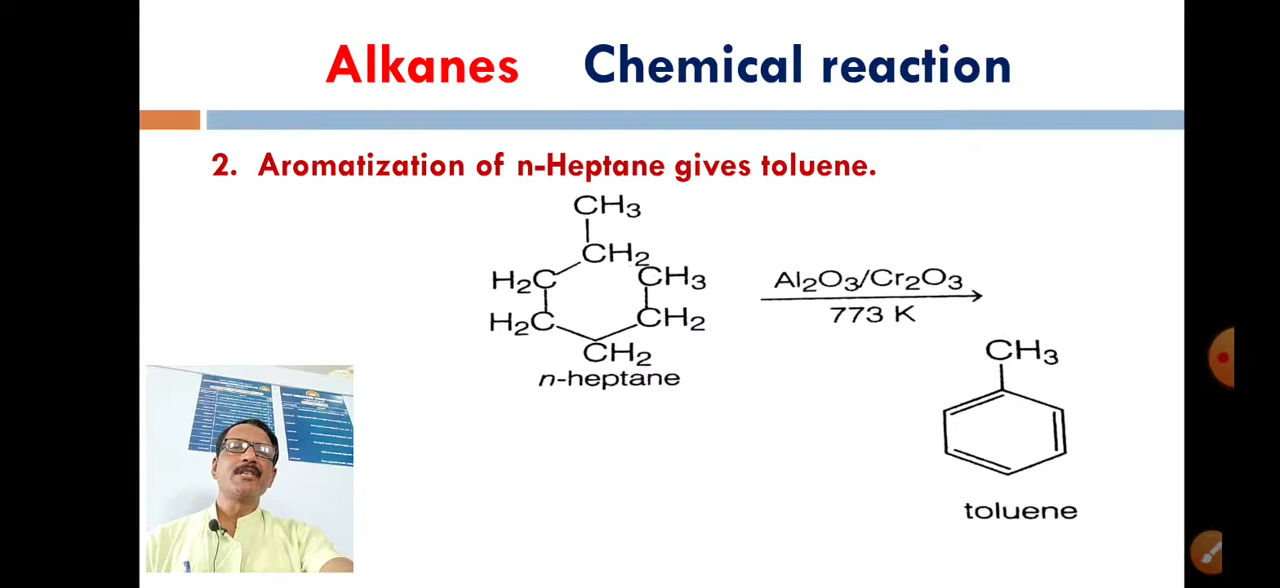 Alkanes Chemical reaction
2. Aromatization of n-Heptane gives toluene.
CH3
CH2
H2C
CH3
H2C
CH2
CH2
n-heptane
Al2O3/Cr2O3
773 K
CH3
toluene